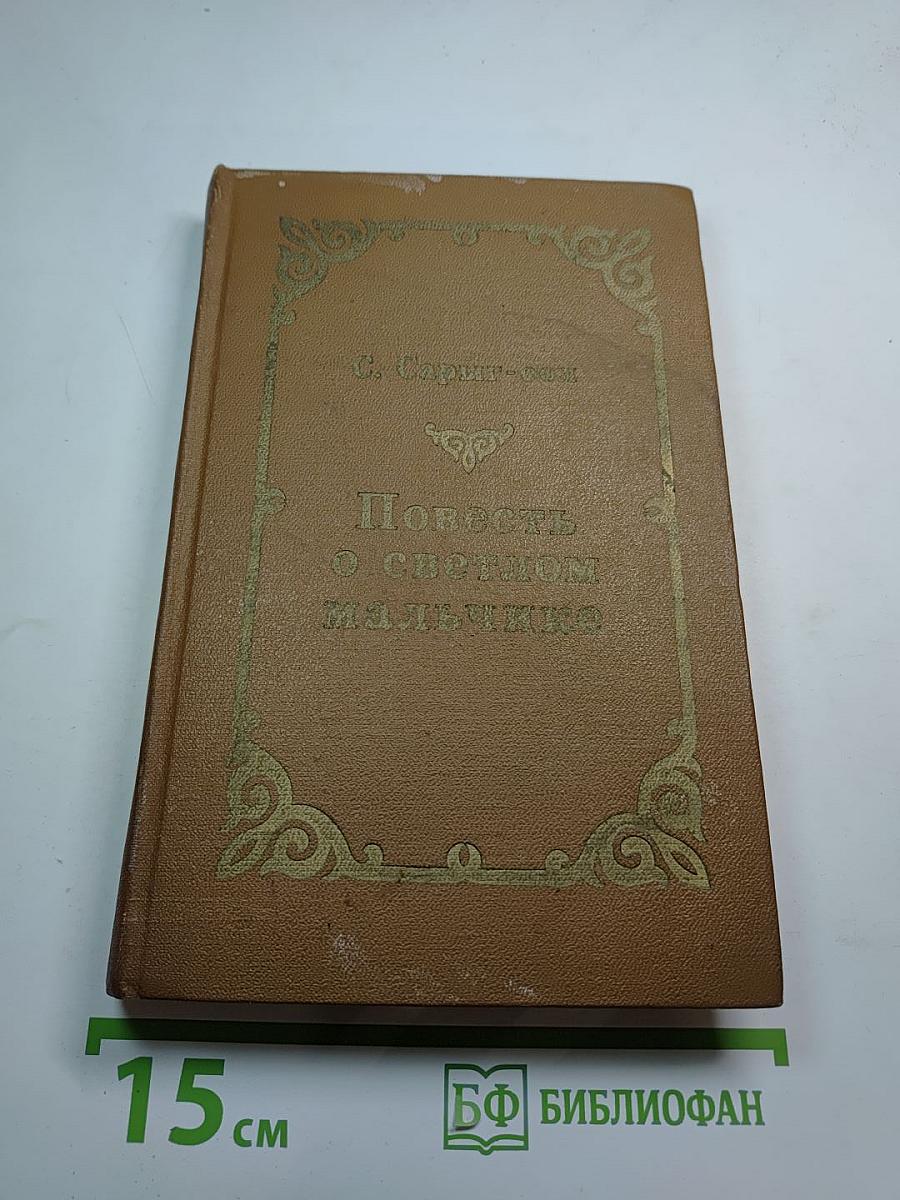 С. Сарыг-оол
Повесть
о светлом
мальчике
15 см
БФ БИБЛИОФАН